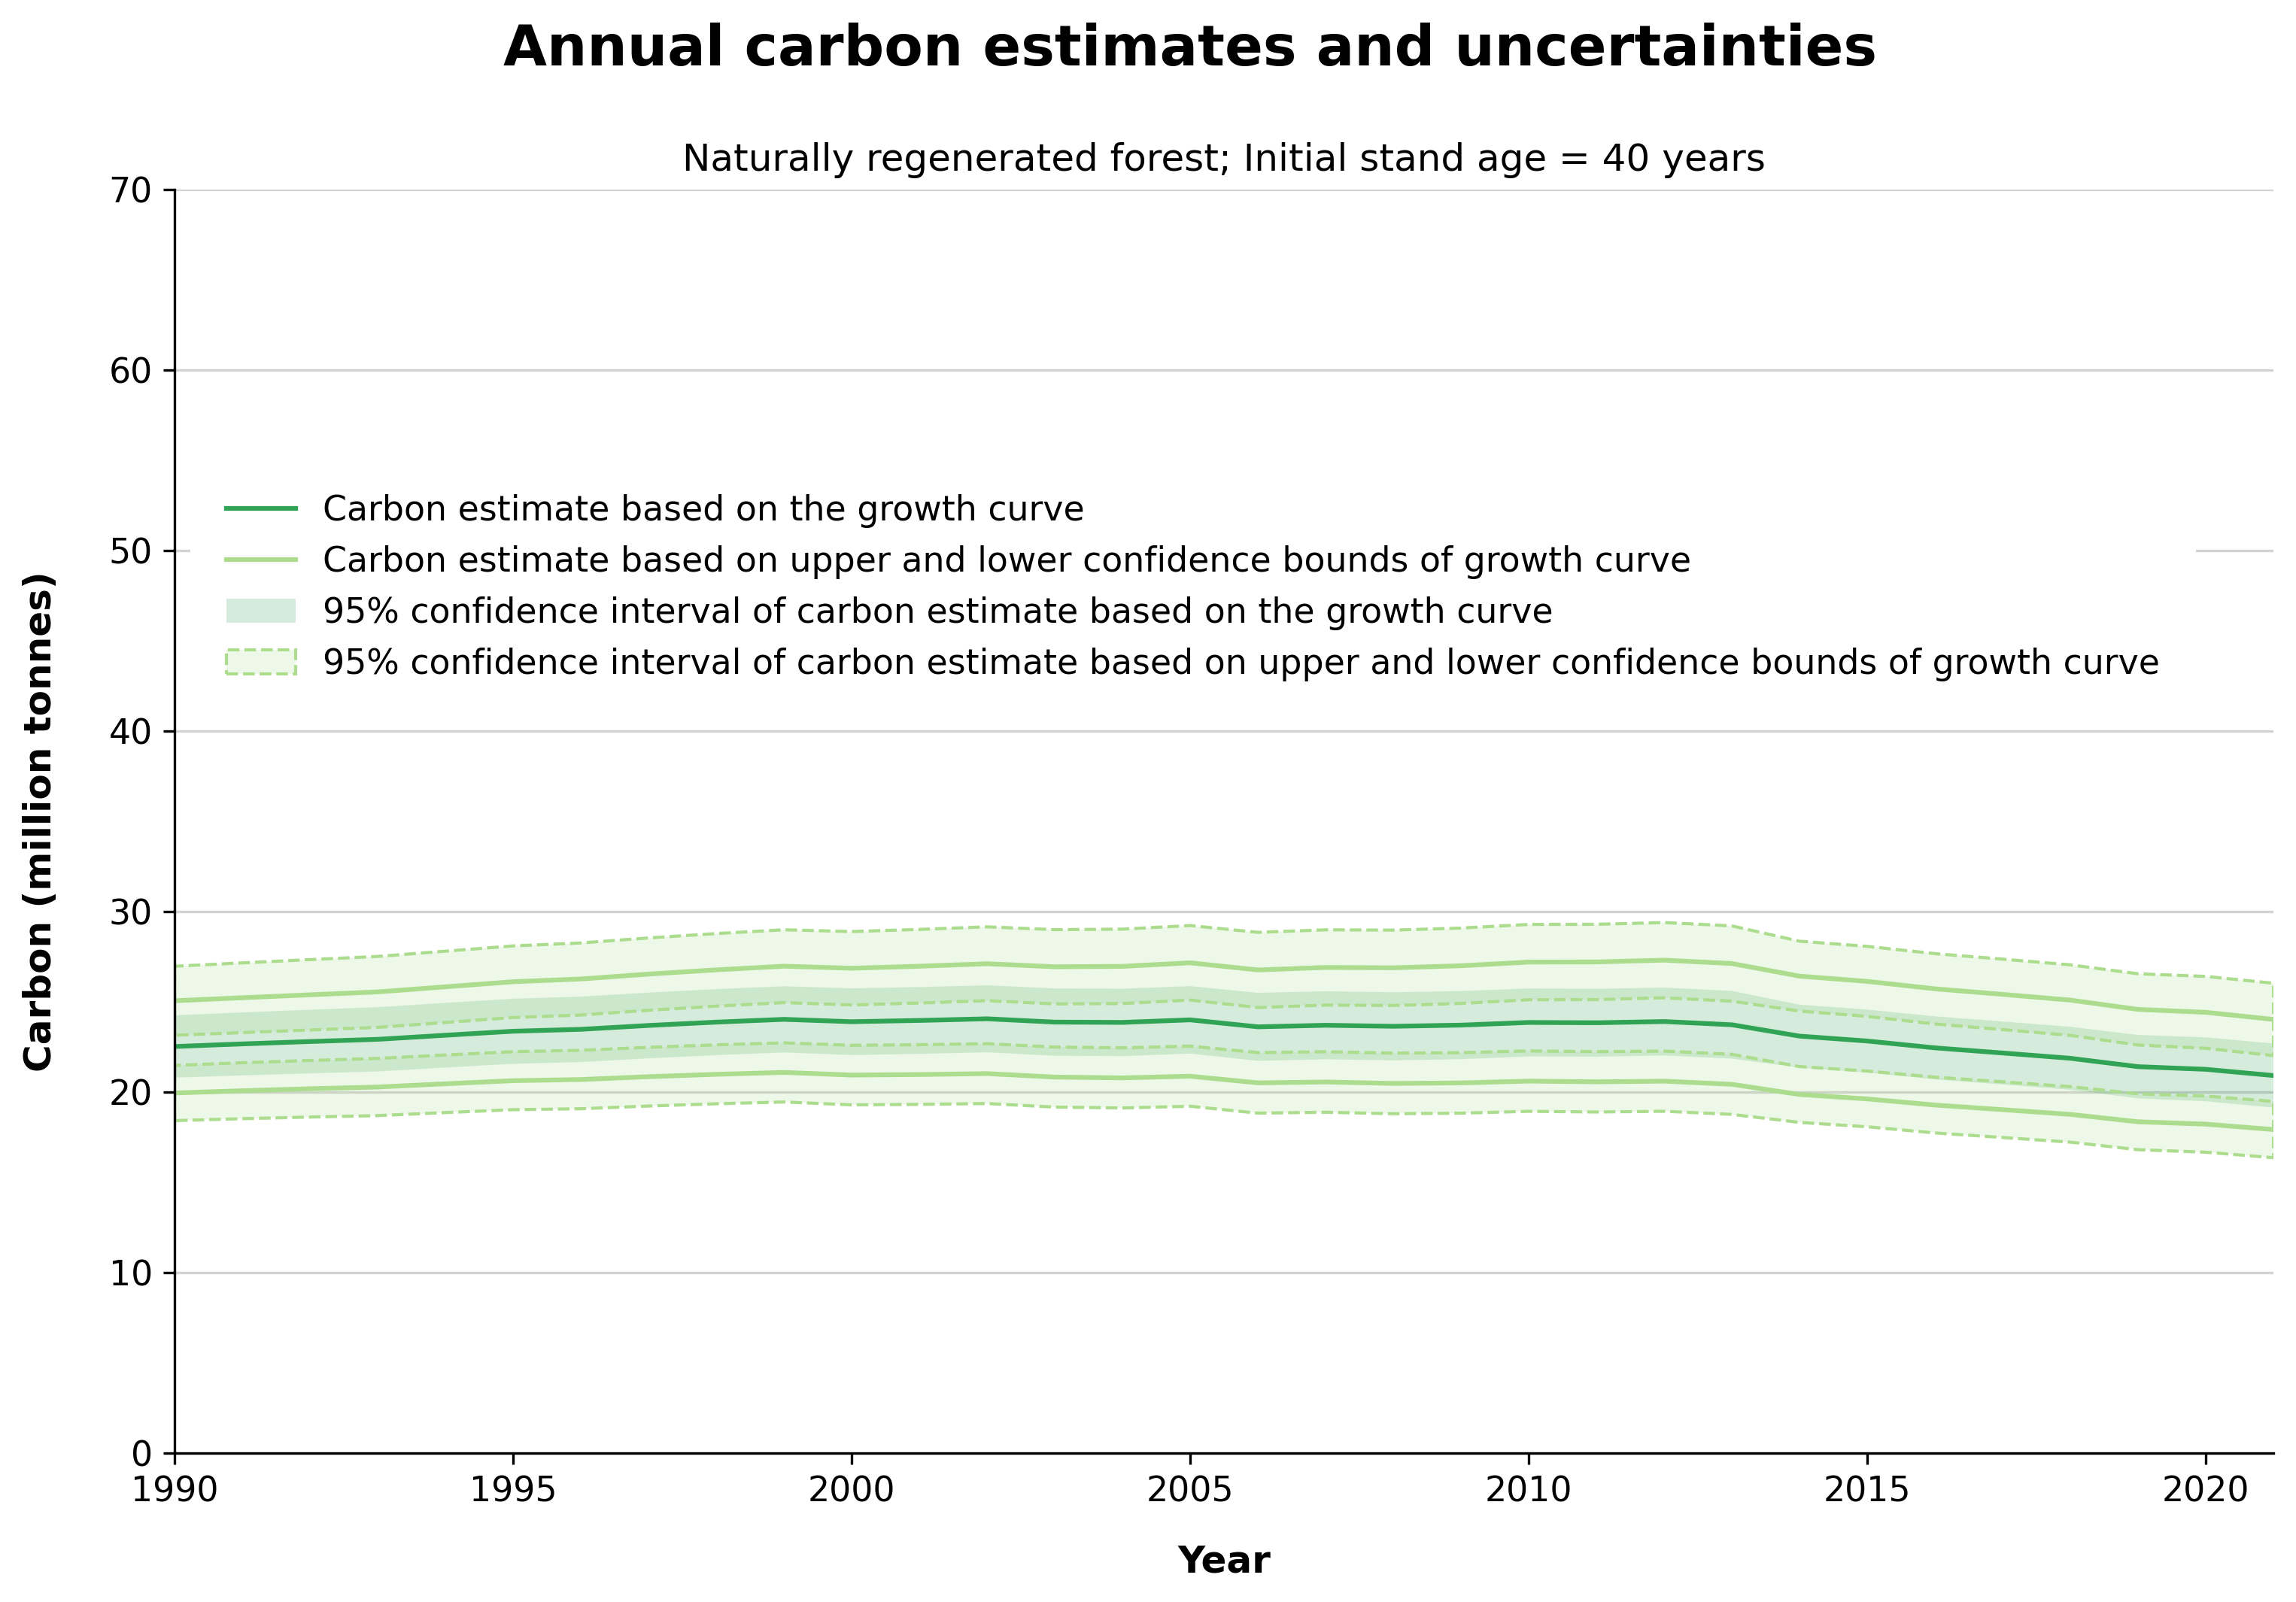 Annual carbon estimates and uncertainties
Naturally regenerated forest; Initial stand age = 40 years
70
60
50
40
30
20
10
0
Carbon (million tonnes)
Carbon estimate based on the growth curve
Carbon estimate based on upper and lower confidence bounds of growth curve
95% confidence interval of carbon estimate based on the growth curve
95% confidence interval of carbon estimate based on upper and lower confidence bounds of growth curve
1990 1995 2000 2005 2010 2015 2020
Year